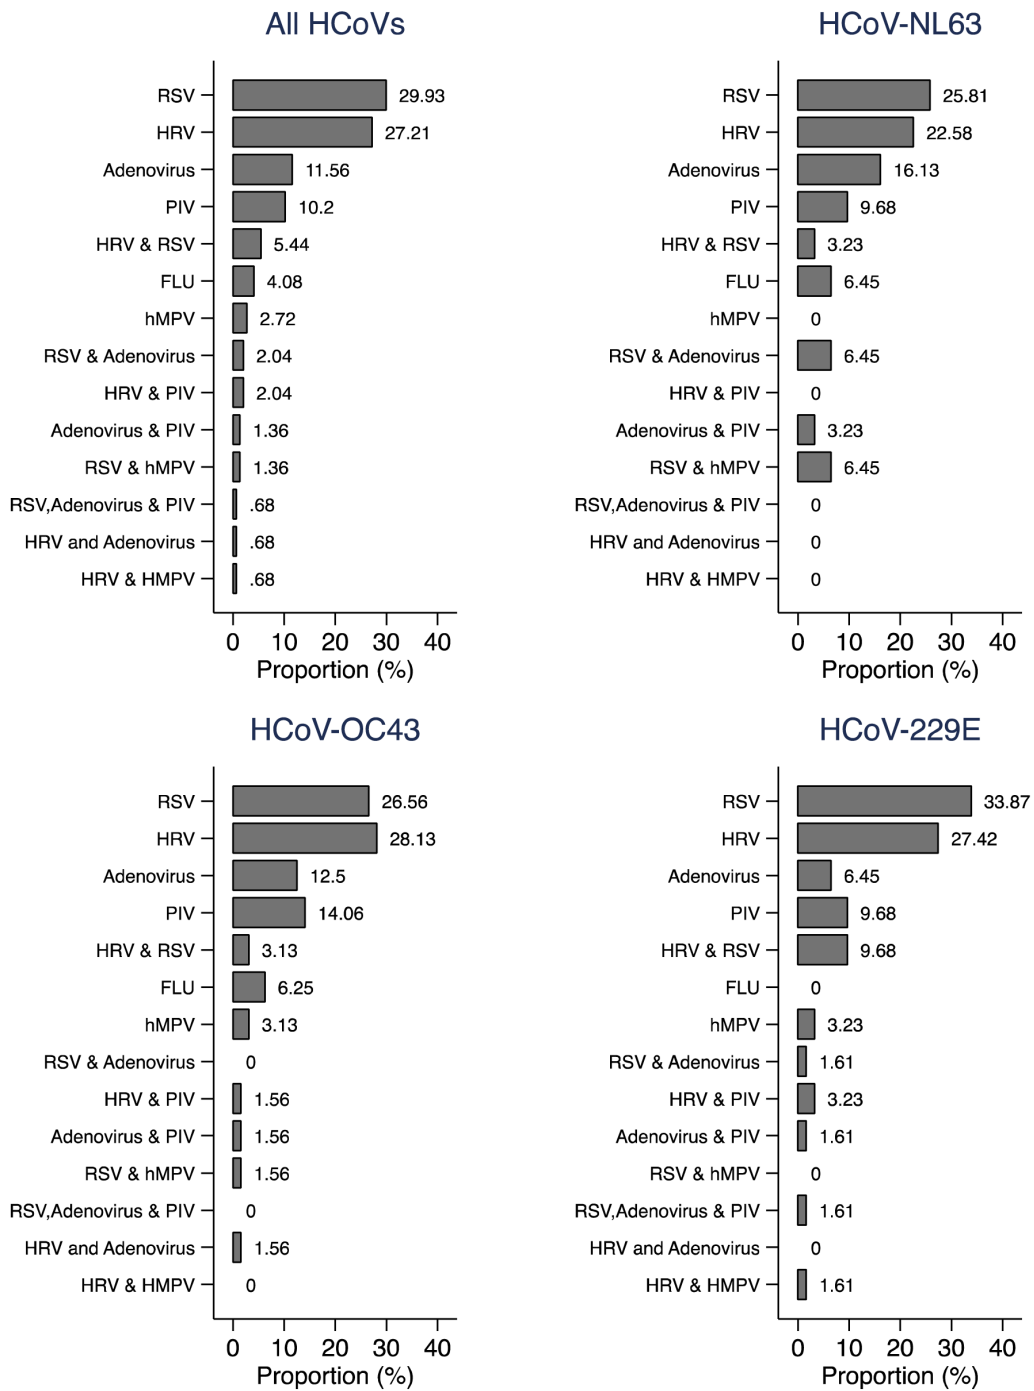 All HCoVs
RSV 29.93
HRV 27.21
Adenovirus 11.56
PIV 10.2
HRV & RSV 5.44
FLU 4.08
hMPV 2.72
RSV & Adenovirus 2.04
HRV & PIV 2.04
Adenovirus & PIV 1.36
RSV & hMPV 1.36
RSV,Adenovirus & PIV .68
HRV and Adenovirus .68
HRV & HMPV .68
0 10 20 30 40
Proportion (%)
HCoV-NL63
RSV 25.81
HRV 22.58
Adenovirus 16.13
PIV 9.68
HRV & RSV 3.23
FLU 6.45
hMPV 0
RSV & Adenovirus 6.45
HRV & PIV 0
Adenovirus & PIV 3.23
RSV & hMPV 6.45
RSV,Adenovirus & PIV 0
HRV and Adenovirus 0
HRV & HMPV 0
0 10 20 30 40
Proportion (%)
HCoV-OC43
RSV 26.56
HRV 28.13
Adenovirus 12.5
PIV 14.06
HRV & RSV 3.13
FLU 6.25
hMPV 3.13
RSV & Adenovirus 0
HRV & PIV 1.56
Adenovirus & PIV 1.56
RSV & hMPV 1.56
RSV,Adenovirus & PIV 0
HRV and Adenovirus 1.56
HRV & HMPV 0
0 10 20 30 40
Proportion (%)
HCoV-229E
RSV 33.87
HRV 27.42
Adenovirus 6.45
PIV 9.68
HRV & RSV 9.68
FLU 0
hMPV 3.23
RSV & Adenovirus 1.61
HRV & PIV 3.23
Adenovirus & PIV 1.61
RSV & hMPV 0
RSV,Adenovirus & PIV 1.61
HRV and Adenovirus 0
HRV & HMPV 1.61
0 10 20 30 40
Proportion (%)